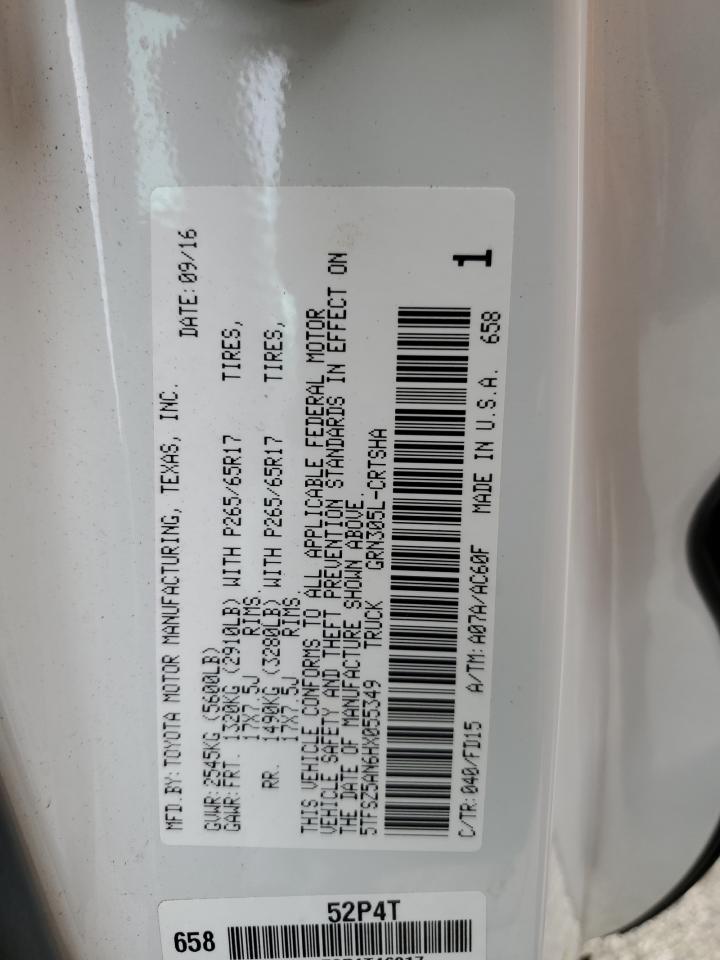 MFD.BY:TOYOTA MOTOR MANUFACTURING, TEXAS, INC.
DATE:09/16
GVWR:2545KG (5600LB)
GAWR:FRT. 1320KG (2910LB) WITH P265/65R17 TIRES,
17X7.5J RIMS.
RR. 1490KG (3280LB) WITH P265/65R17 TIRES,
17X7.5J RIMS.
THIS VEHICLE CONFORMS TO ALL APPLICABLE FEDERAL MOTOR
VEHICLE SAFETY AND THEFT PREVENTION STANDARDS IN EFFECT ON
THE DATE OF MANUFACTURE SHOWN ABOVE.
5TFSZ5AN6HX055349 TRUCK GRN305L-CRTSHA
1
C/TR:040/FD15 A/TM:A07A/AC60F MADE IN U.S.A. 658
52P4T
658